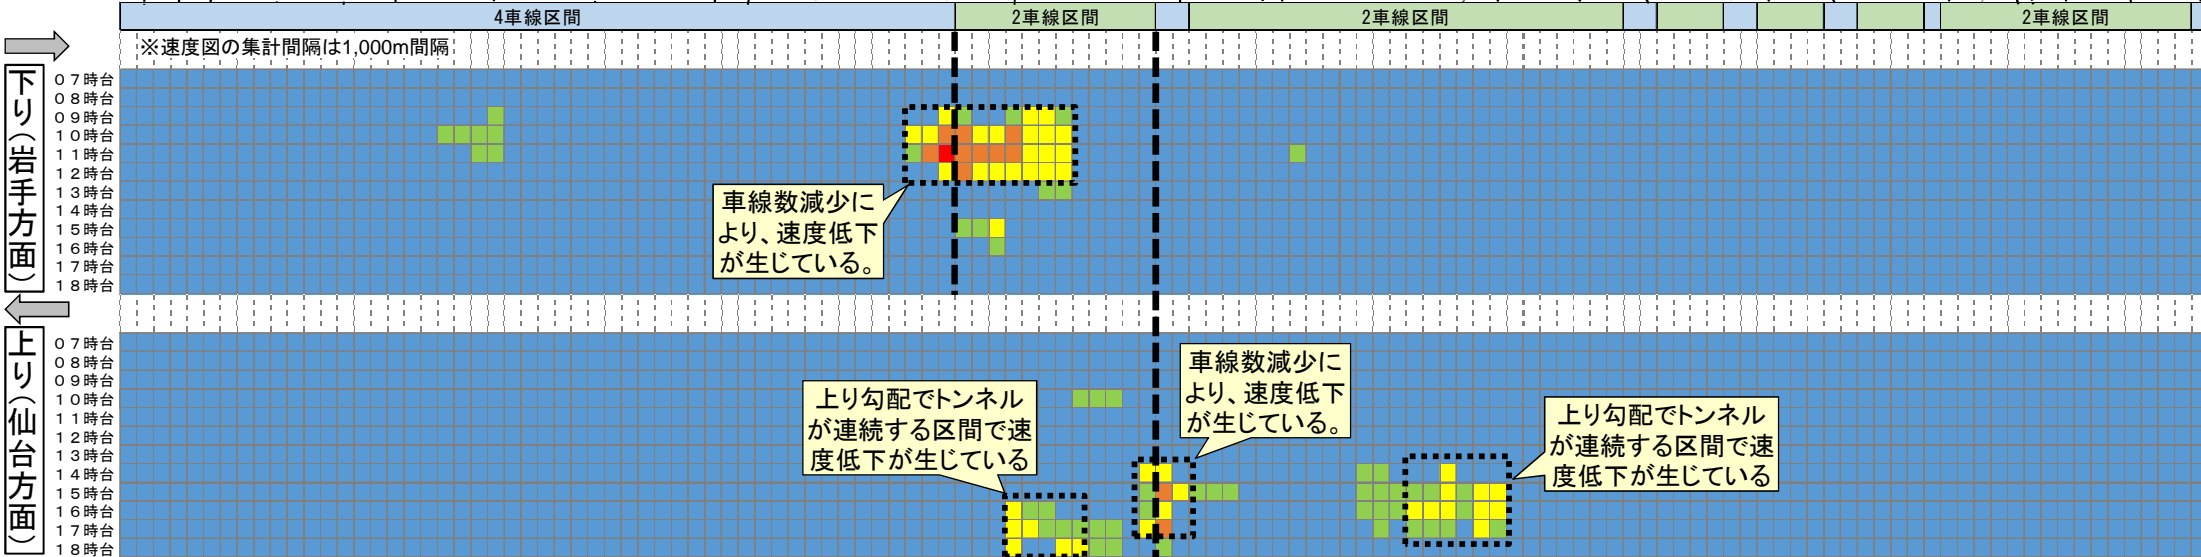 4車線区間
2車線区間
2車線区間
2車線区間
※速度図の集計間隔は1,000m間隔
下り(岩手方面)
07時台
08時台
09時台
10時台
11時台
12時台
13時台
14時台
15時台
16時台
17時台
18時台
車線数減少に
より、速度低下
が生じている。
上り(仙台方面)
07時台
08時台
09時台
10時台
11時台
12時台
13時台
14時台
15時台
16時台
17時台
18時台
上り勾配でトンネル
が連続する区間で速
度低下が生じている
車線数減少に
より、速度低下
が生じている。
上り勾配でトンネル
が連続する区間で速
度低下が生じている